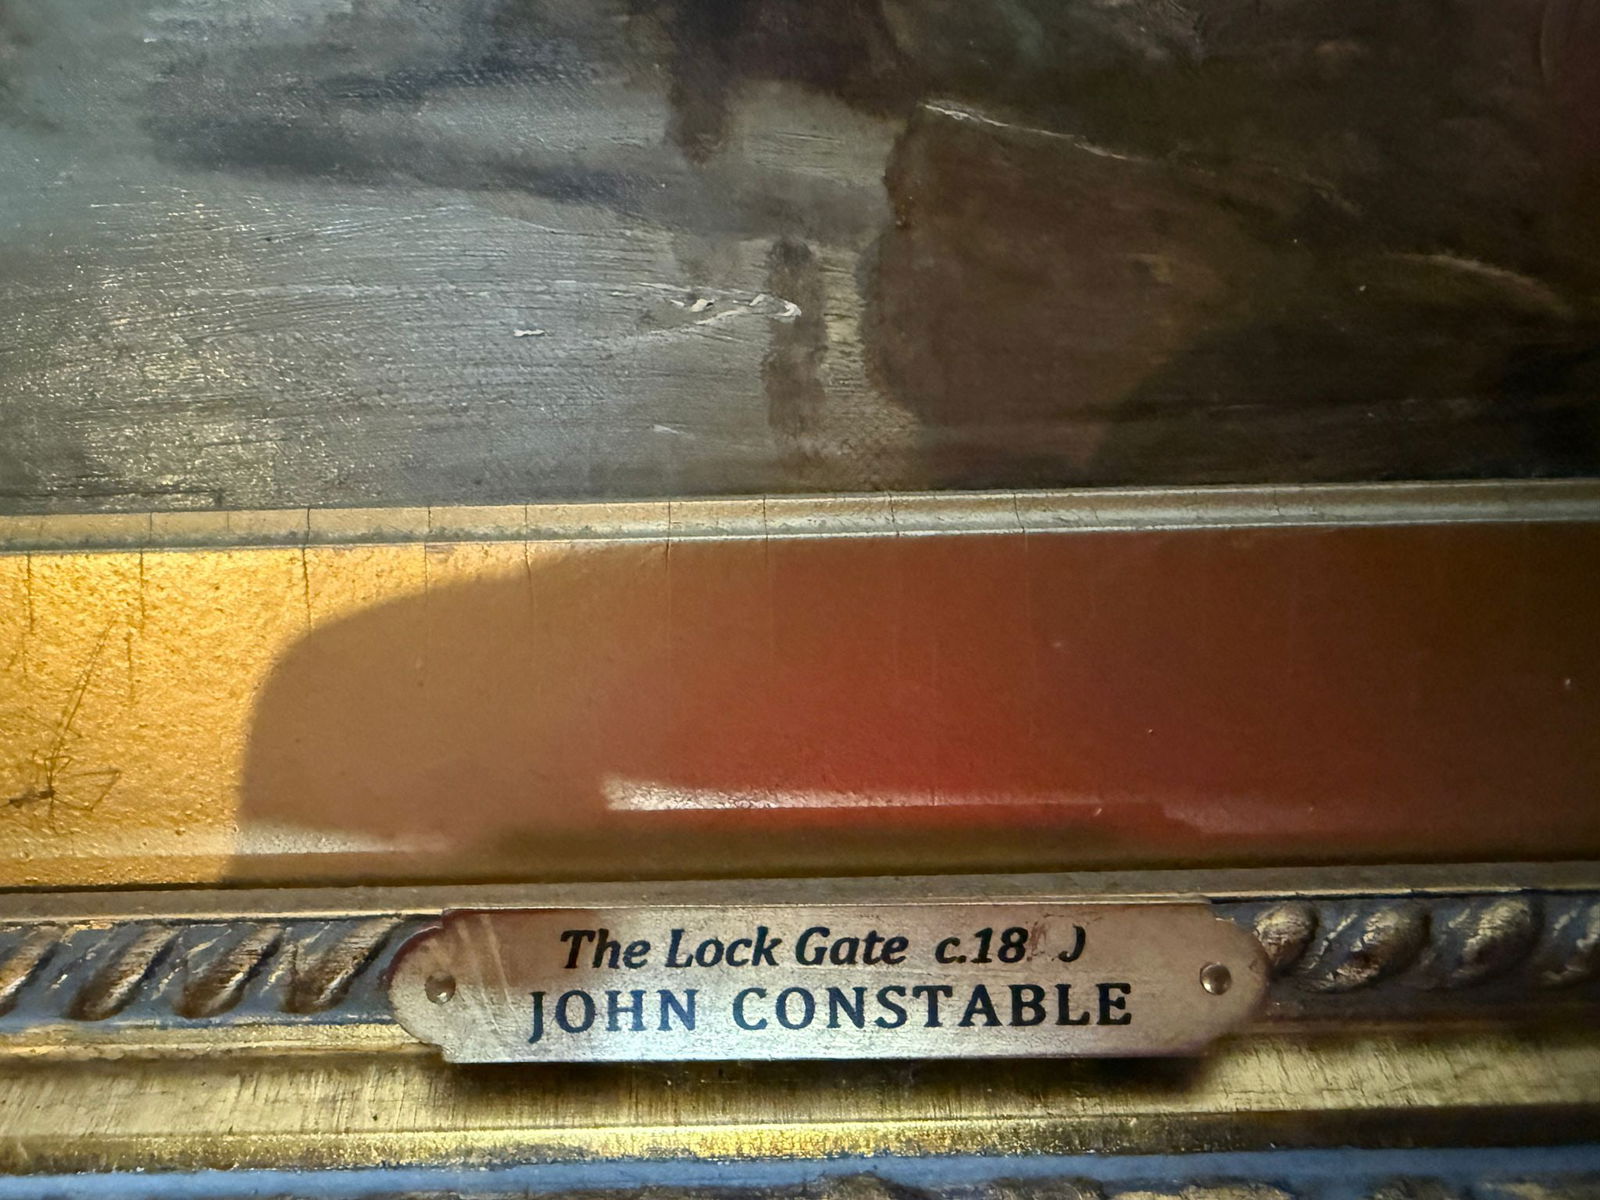 The Lock Gate
JOHN CONSTABLE